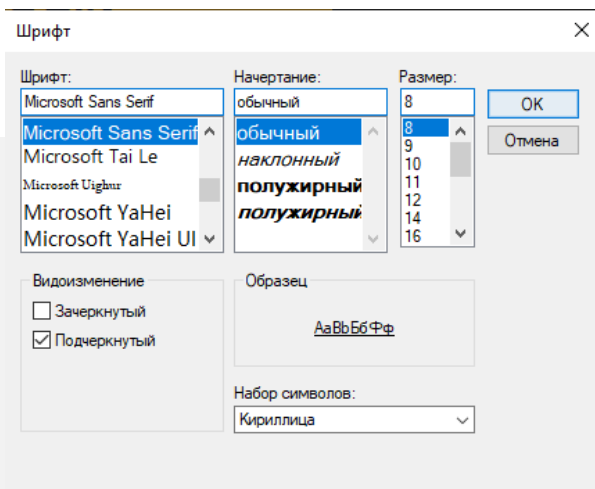 Шрифт
Шрифт:
Microsoft Sans Serif
Microsoft Sans Serif
Microsoft Tai Le
Microsoft Uighur
Microsoft YaHei
Microsoft YaHei UI
Начертание:
обычный
обычный
наклонный
полужирный
полужирный
Размер:
8
8
9
10
11
12
14
16
OK
Отмена
Видоизменение
Зачеркнутый
Подчеркнутый
Образец
АаBbБбФф
Набор символов:
Кириллица